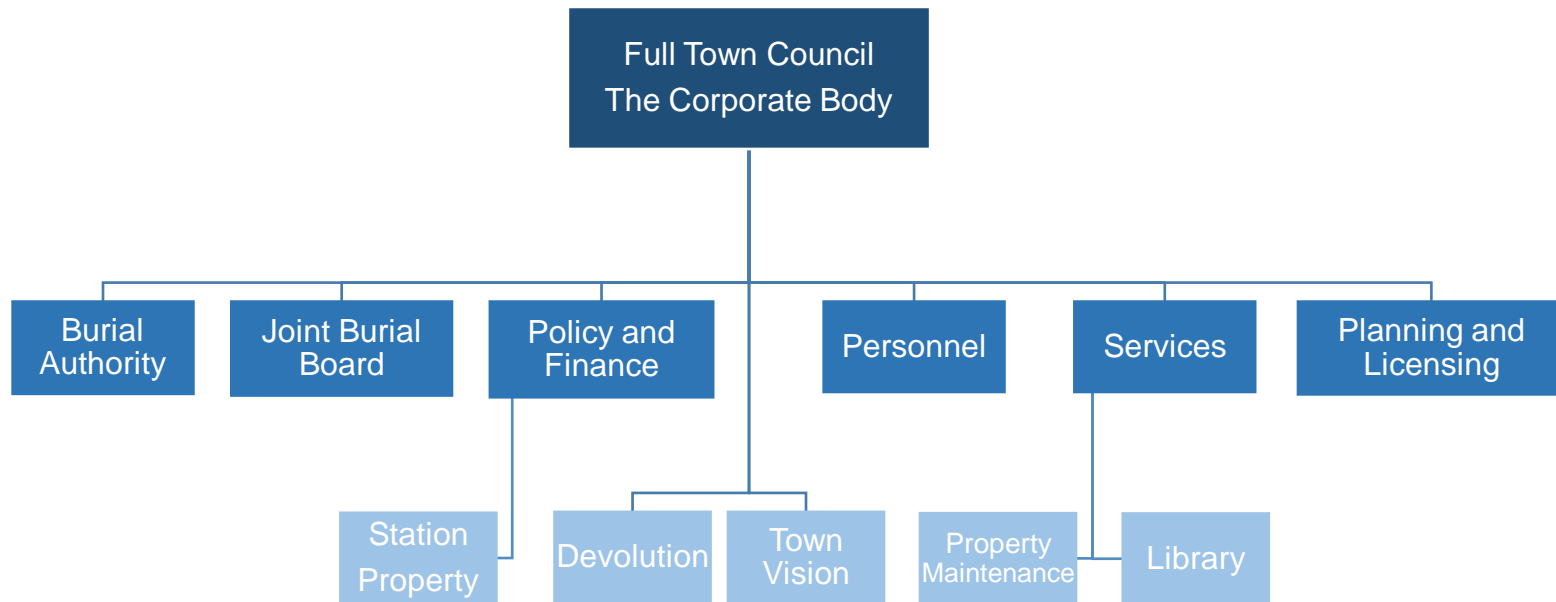 Full Town Council
The Corporate Body
Burial
Authority
Joint Burial
Board
Policy and
Finance
Personnel
Services
Planning and
Licensing
Station
Property
Devolution
Town
Vision
Property
Maintenance
Library